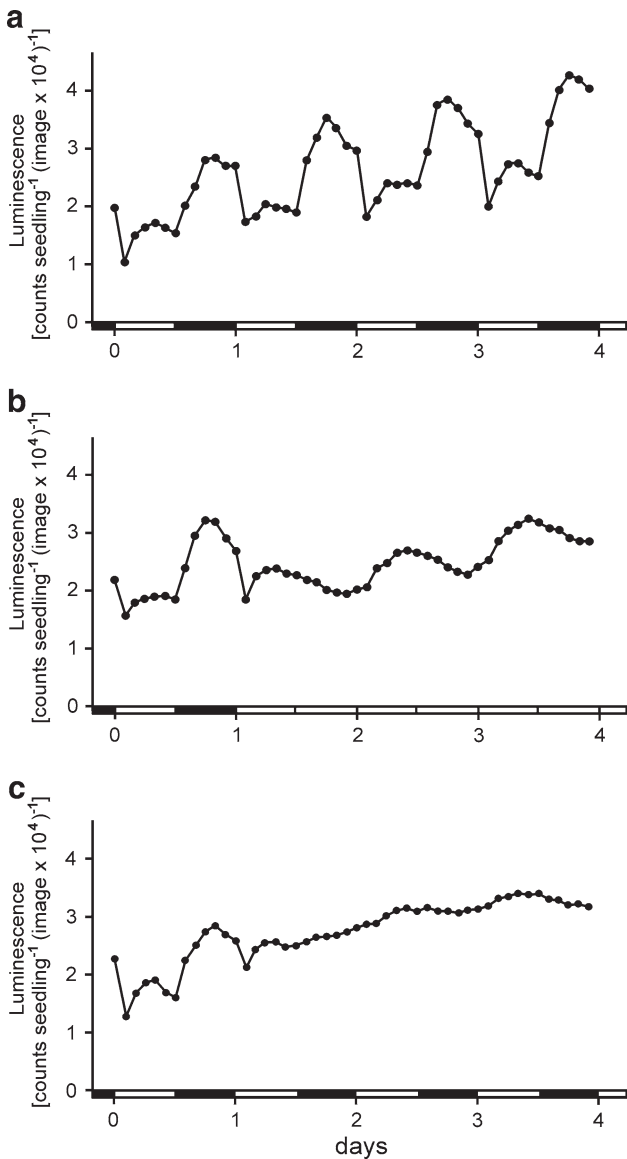 a
Luminescence
[counts seedling⁻¹ (image x 10⁴)⁻¹]
4
3
2
1
0
0 1 2 3 4
b
Luminescence
[counts seedling⁻¹ (image x 10⁴)⁻¹]
4
3
2
1
0
0 1 2 3 4
c
Luminescence
[counts seedling⁻¹ (image x 10⁴)⁻¹]
4
3
2
1
0
0 1 2 3 4
days